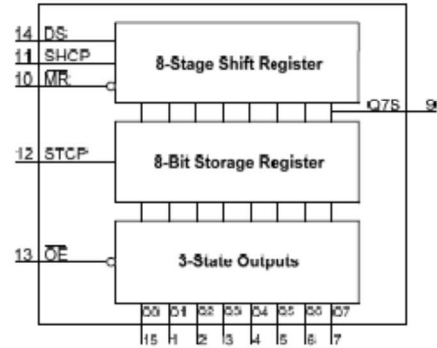 14 DS
11 SHCP
10 MR
8-Stage Shift Register
Q7S 9
12 STCP
8-Bit Storage Register
13 OE
3-State Outputs
Q0 Q1 Q2 Q3 Q4 Q5 Q6 Q7
15 1 2 3 4 5 6 7